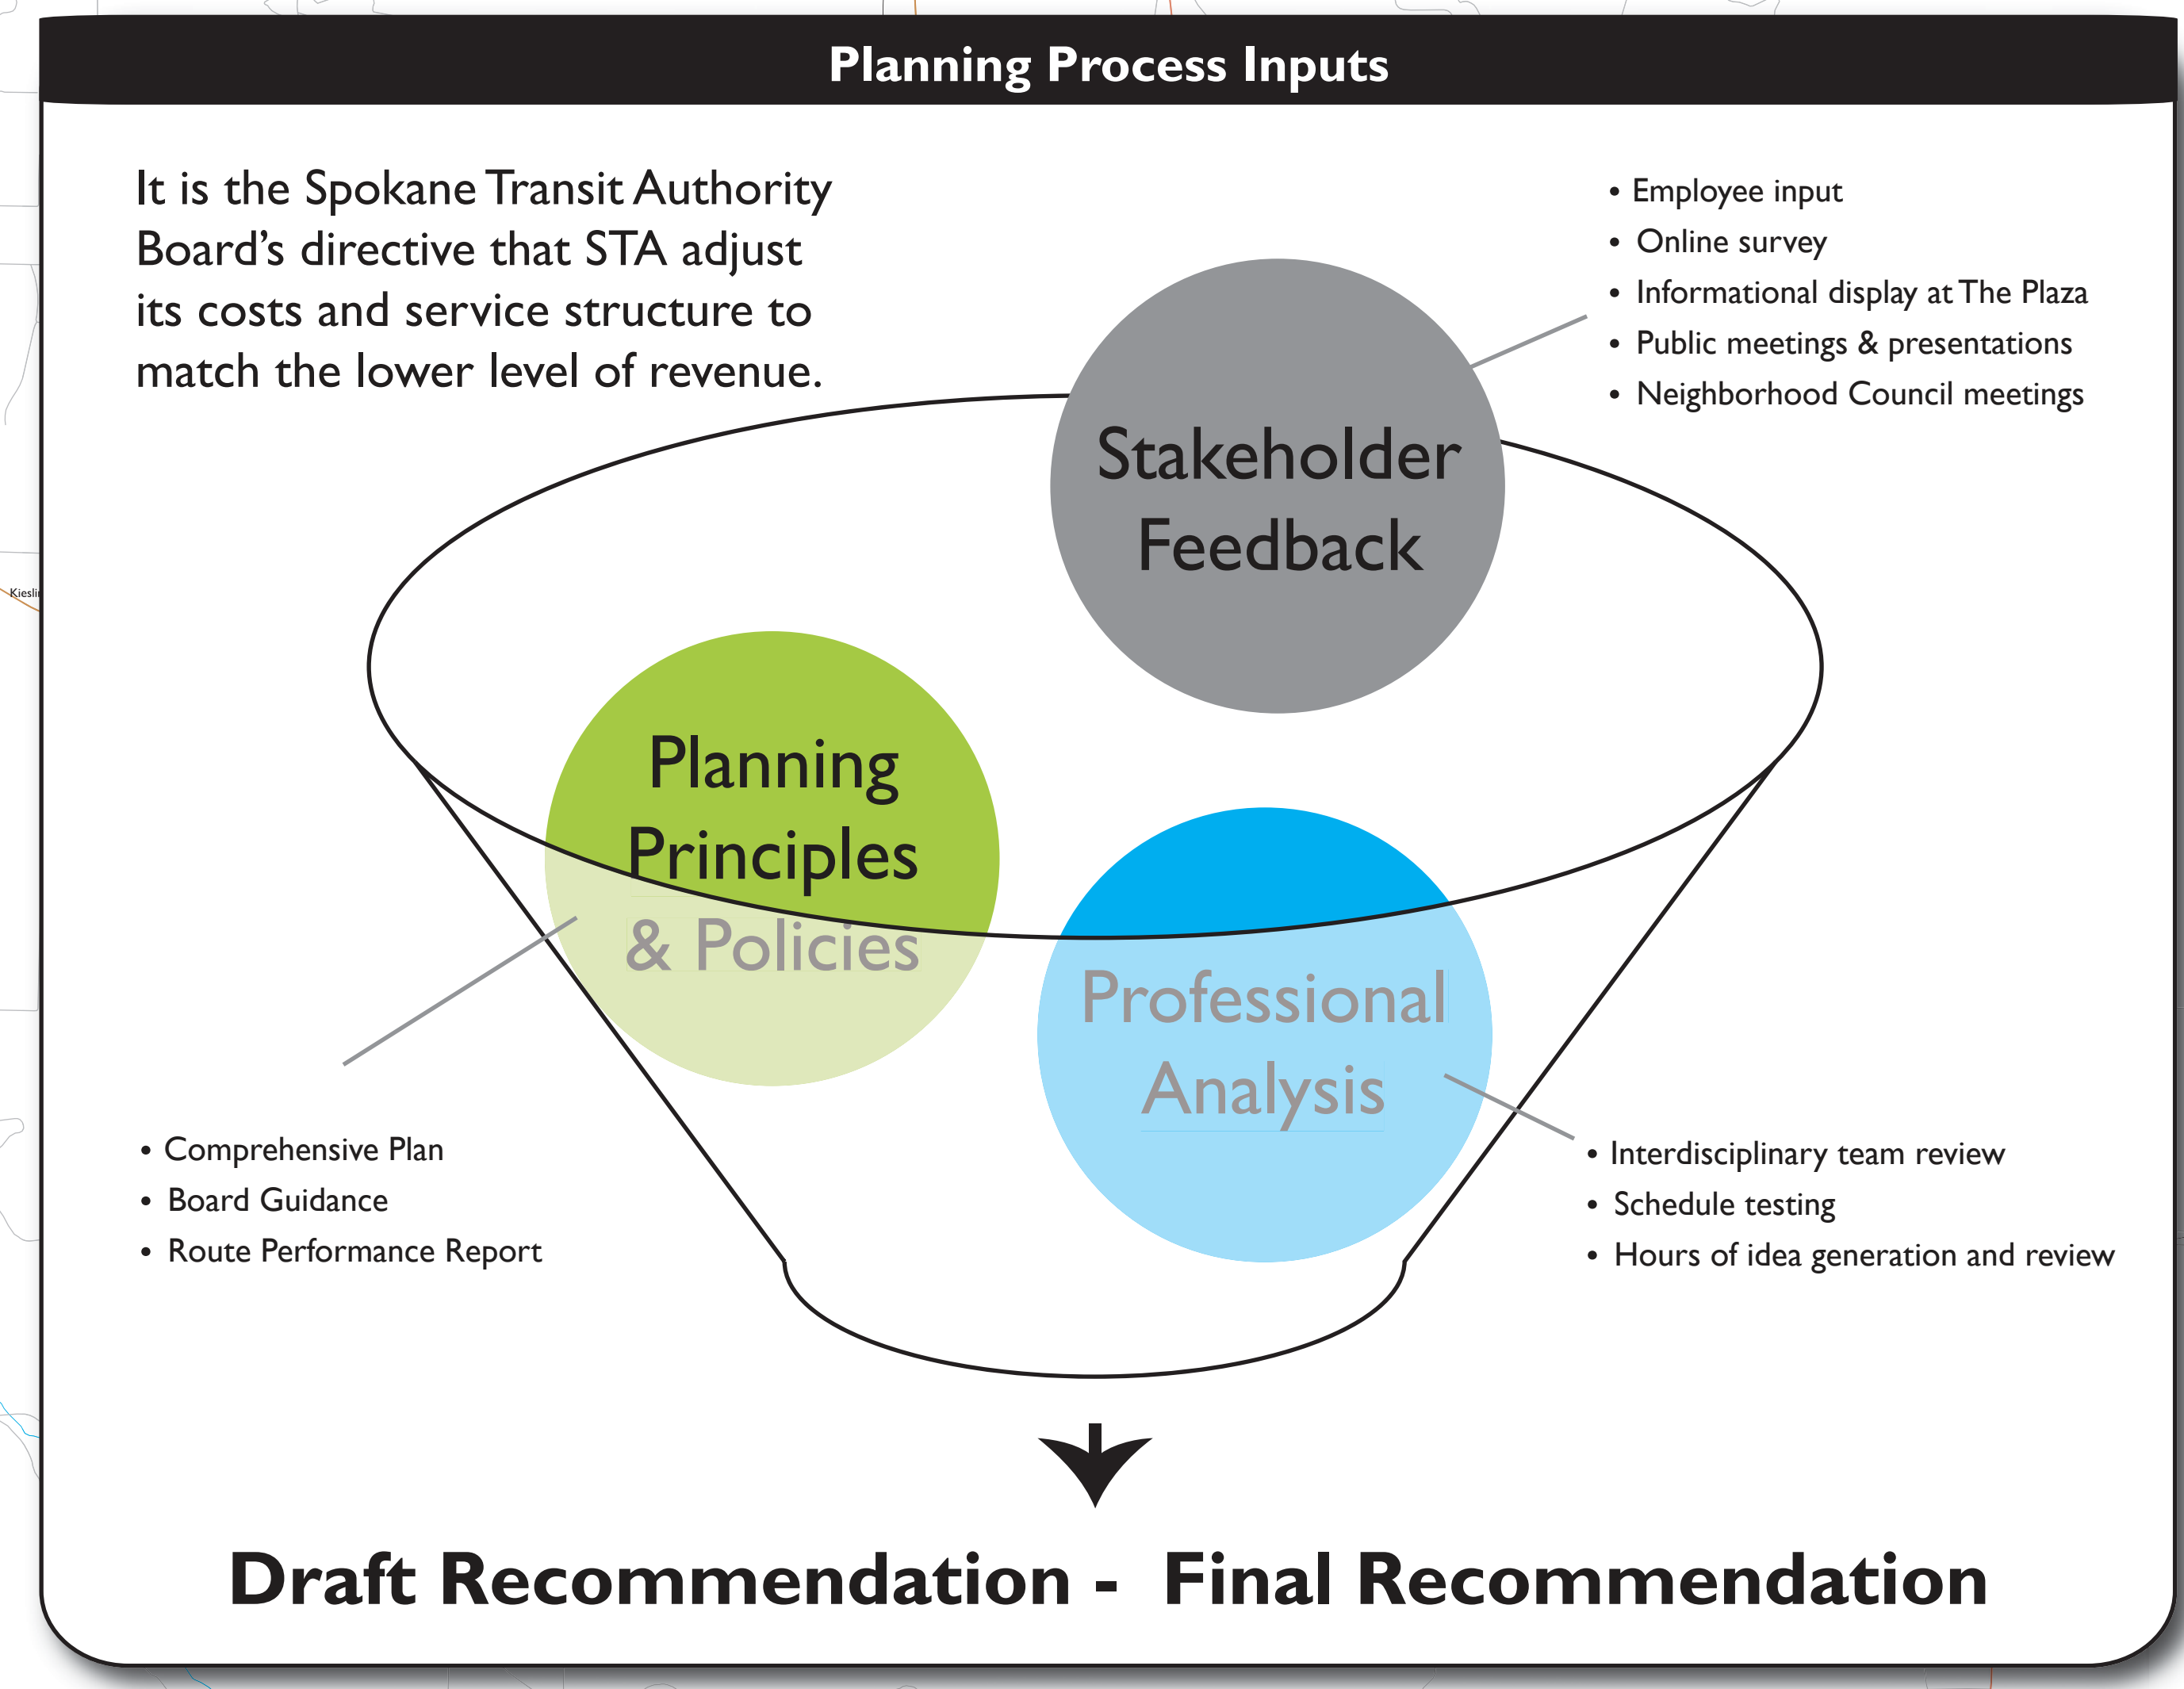 Planning Process Inputs
It is the Spokane Transit Authority
Board's directive that STA adjust
its costs and service structure to
match the lower level of revenue.
• Employee input
• Online survey
• Informational display at The Plaza
• Public meetings & presentations
• Neighborhood Council meetings
Stakeholder
Feedback
Planning
Principles
& Policies
Professional
Analysis
• Comprehensive Plan
• Board Guidance
• Route Performance Report
• Interdisciplinary team review
• Schedule testing
• Hours of idea generation and review
Draft Recommendation - Final Recommendation